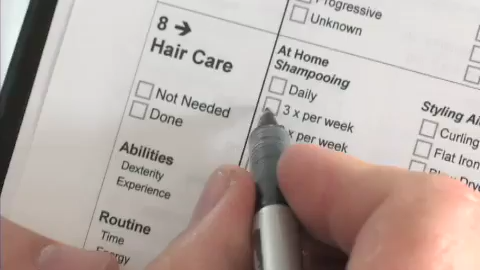 8 →
Hair Care
Not Needed
Done
Abilities
Dexterity
Experience
Routine
Time
Energy
Progressive
Unknown
At Home
Shampooing
Daily
3 x per week
x per week
Styling
Curling
Flat Iron